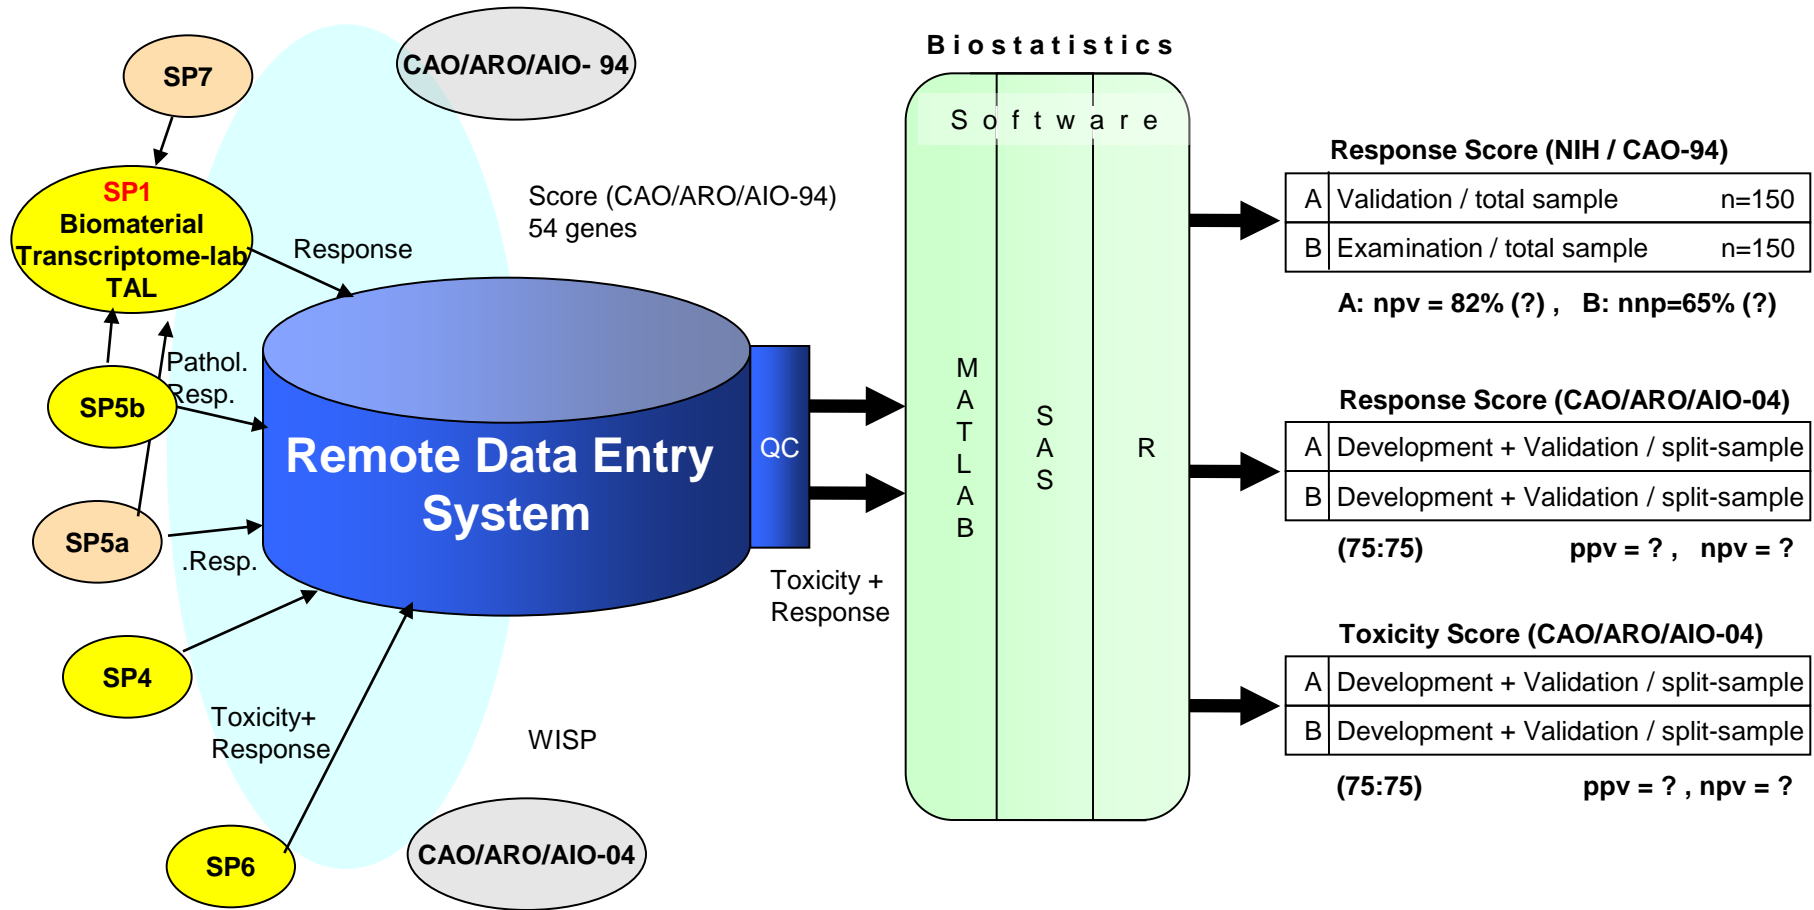 CAO/ARO/AIO- 94
SP7
SP1
Biomaterial
Transcriptome-lab
TAL
Response
Score (CAO/ARO/AIO-94)
54 genes
Pathol.
Resp.
SP5b
SP5a
.Resp.
SP4
Toxicity+
Response
SP6
WISP
CAO/ARO/AIO-04
Remote Data Entry
System
QC
Toxicity +
Response
Biostatistics
Software
MATLAB
SAS
R
Response Score (NIH / CAO-94)
A Validation / total sample n=150
B Examination / total sample n=150
A: npv = 82% (?) , B: nnp=65% (?)
Response Score (CAO/ARO/AIO-04)
A Development + Validation / split-sample
B Development + Validation / split-sample
(75:75) ppv = ? , npv = ?
Toxicity Score (CAO/ARO/AIO-04)
A Development + Validation / split-sample
B Development + Validation / split-sample
(75:75) ppv = ? , npv = ?